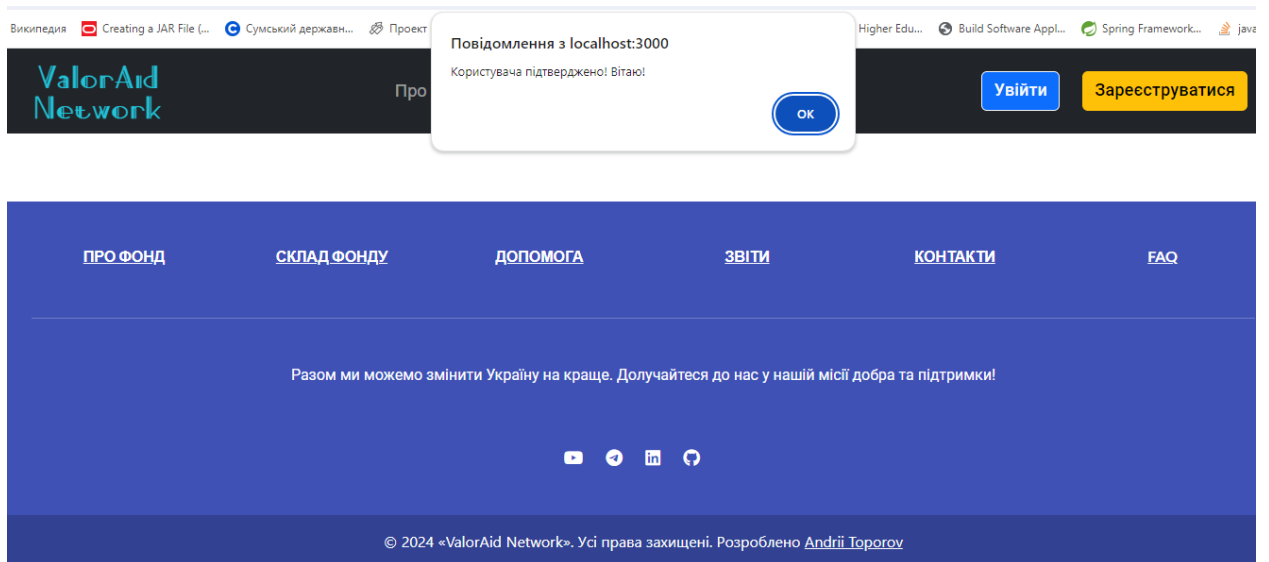 Википедия Creating a JAR File (... Сумський державн... Проект Higher Edu... Build Software Appl... Spring Framework... java
Повідомлення з localhost:3000
Користувача підтверджено! Вітаю!
ОК
ValorAid
Network
Про
Увійти
Зареєструватися
ПРО ФОНД СКЛАД ФОНДУ ДОПОМОГА ЗВІТИ КОНТАКТИ FAQ
Разом ми можемо змінити Україну на краще. Долучайтеся до нас у нашій місії добра та підтримки!
© 2024 «ValorAid Network». Усі права захищені. Розроблено Andrii Toporov